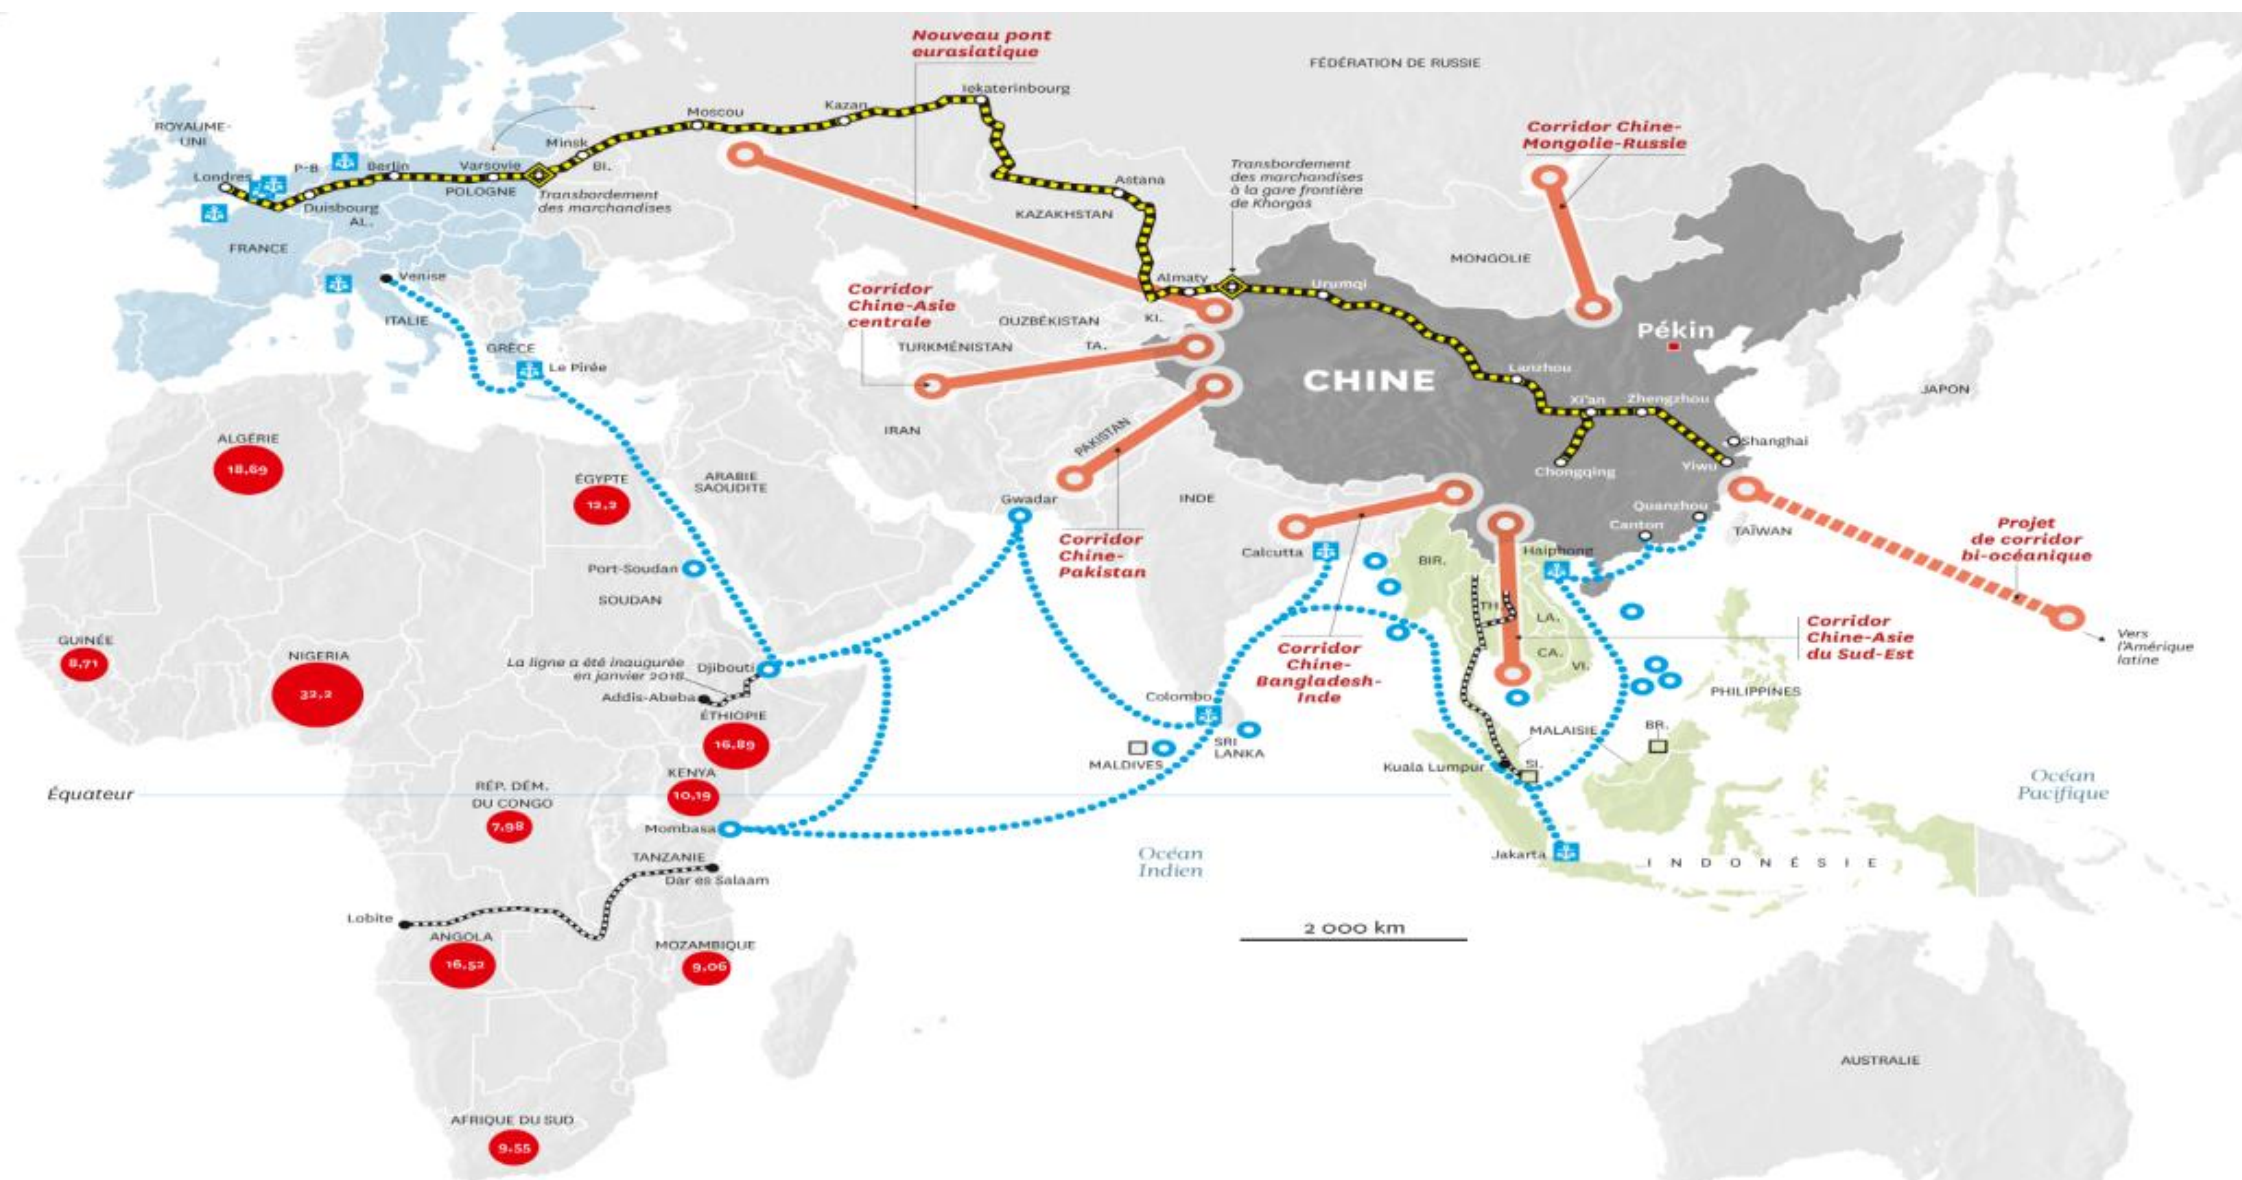 Nouveau pont
eurasiatique
FÉDÉRATION DE RUSSIE
Iekaterinbourg
Kazan
Moscou
ROYAUME-
UNI
Minsk
BI.
P-B
Berlin
Varsovie
POLOGNE
Londres
Duisbourg
AL.
Transbordement
des marchandises
Astana
KAZAKHSTAN
Transbordement
des marchandises
à la gare frontière
de Khorgas
Corridor Chine-
Mongolie-Russie
FRANCE
MONGOLIE
Venise
Almaty
Urumqi
Corridor
Chine-Asie
centrale
ITALIE
OUZBÉKISTAN
KI.
Pékin
GRÈCE
TURKMÉNISTAN
TA.
Le Pirée
CHINE
Lanzhou
JAPON
Xi'an
Zhengzhou
ALGÉRIE
18,69
IRAN
PAKISTAN
Shanghai
Yiwu
Chongqing
ÉGYPTE
12,2
ARABIE
SAOUDITE
Gwadar
INDE
Quanzhou
Canton
TAÏWAN
Projet
de corridor
bi-océanique
Corridor
Chine-
Pakistan
Calcutta
BIR.
Haiphong
Port-Soudan
SOUDAN
TH.
LA.
CA.
VI.
Corridor
Chine-Asie
du Sud-Est
Vers
l'Amérique
latine
GUINÉE
8,71
NIGERIA
32,2
La ligne a été inaugurée
en janvier 2018
Djibouti
Addis-Abeba
ÉTHIOPIE
16.89
Corridor
Chine-
Bangladesh-
Inde
Colombo
PHILIPPINES
SRI
LANKA
MALDIVES
MALAISIE
BR.
Kuala Lumpur
SI.
Équateur
KENYA
10,19
RÉP. DÉM.
DU CONGO
7,98
Mombasa
Océan
Pacifique
TANZANIE
Dar es Salaam
Océan
Indien
Jakarta
INDONÉSIE
Lobito
ANGOLA
16,52
MOZAMBIQUE
9,06
2 000 km
AUSTRALIE
AFRIQUE DU SUD
9.55